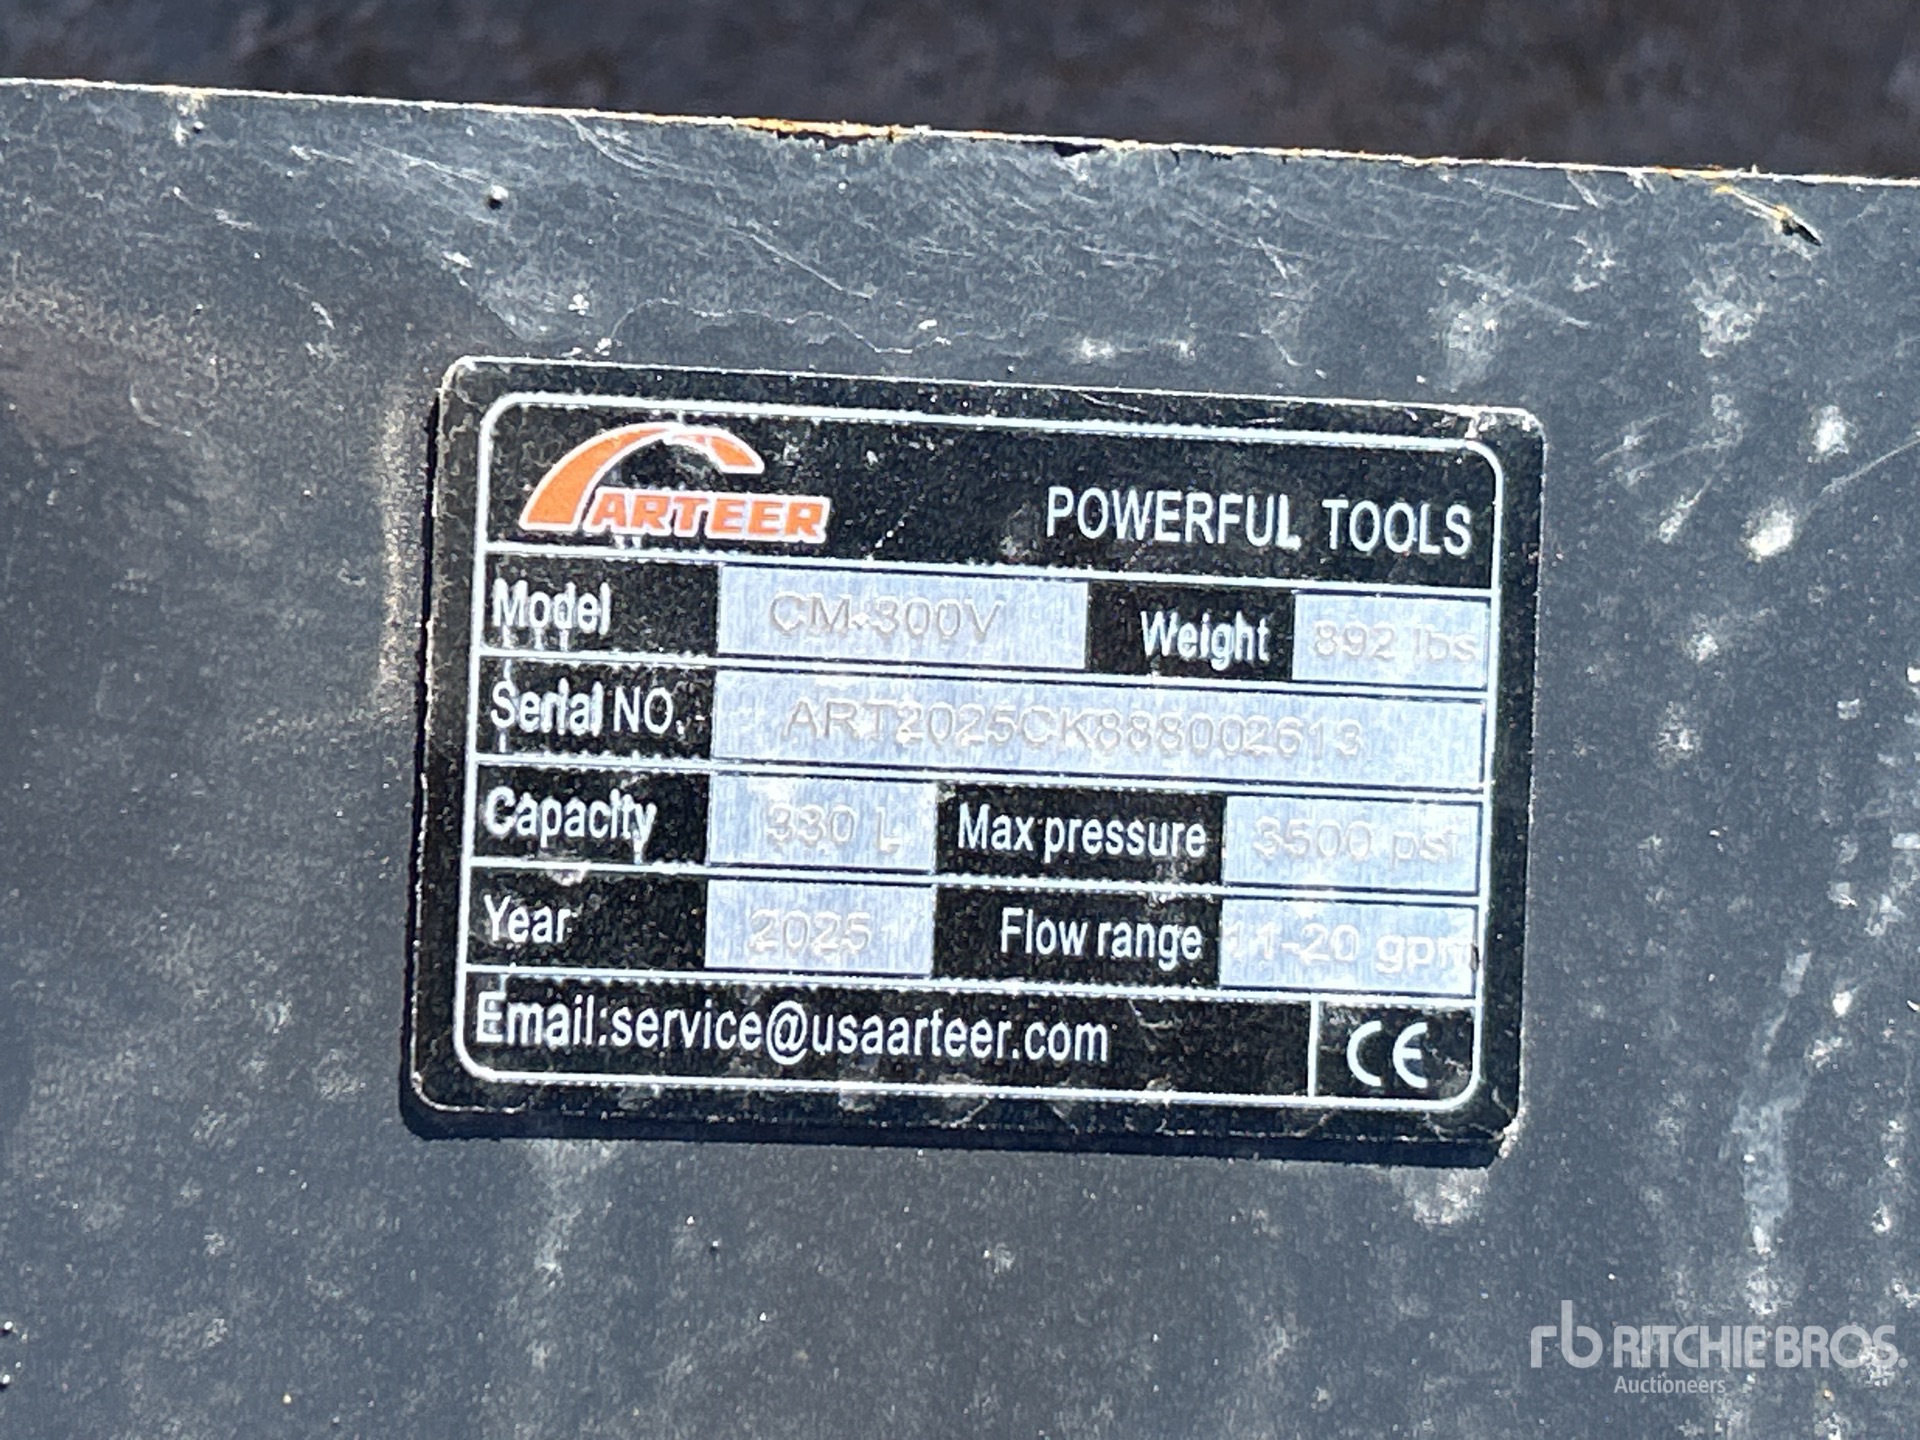 ARTEER POWERFUL TOOLS
Model CM-300V Weight 892 lbs
Serial NO. ART2025CK888002613
Capacity 330 L Max pressure 3500 psi
Year 2025 Flow range 11-20 gpm
Email:service@usaarteer.com CE
rb RITCHIE BROS.
Auctioneers